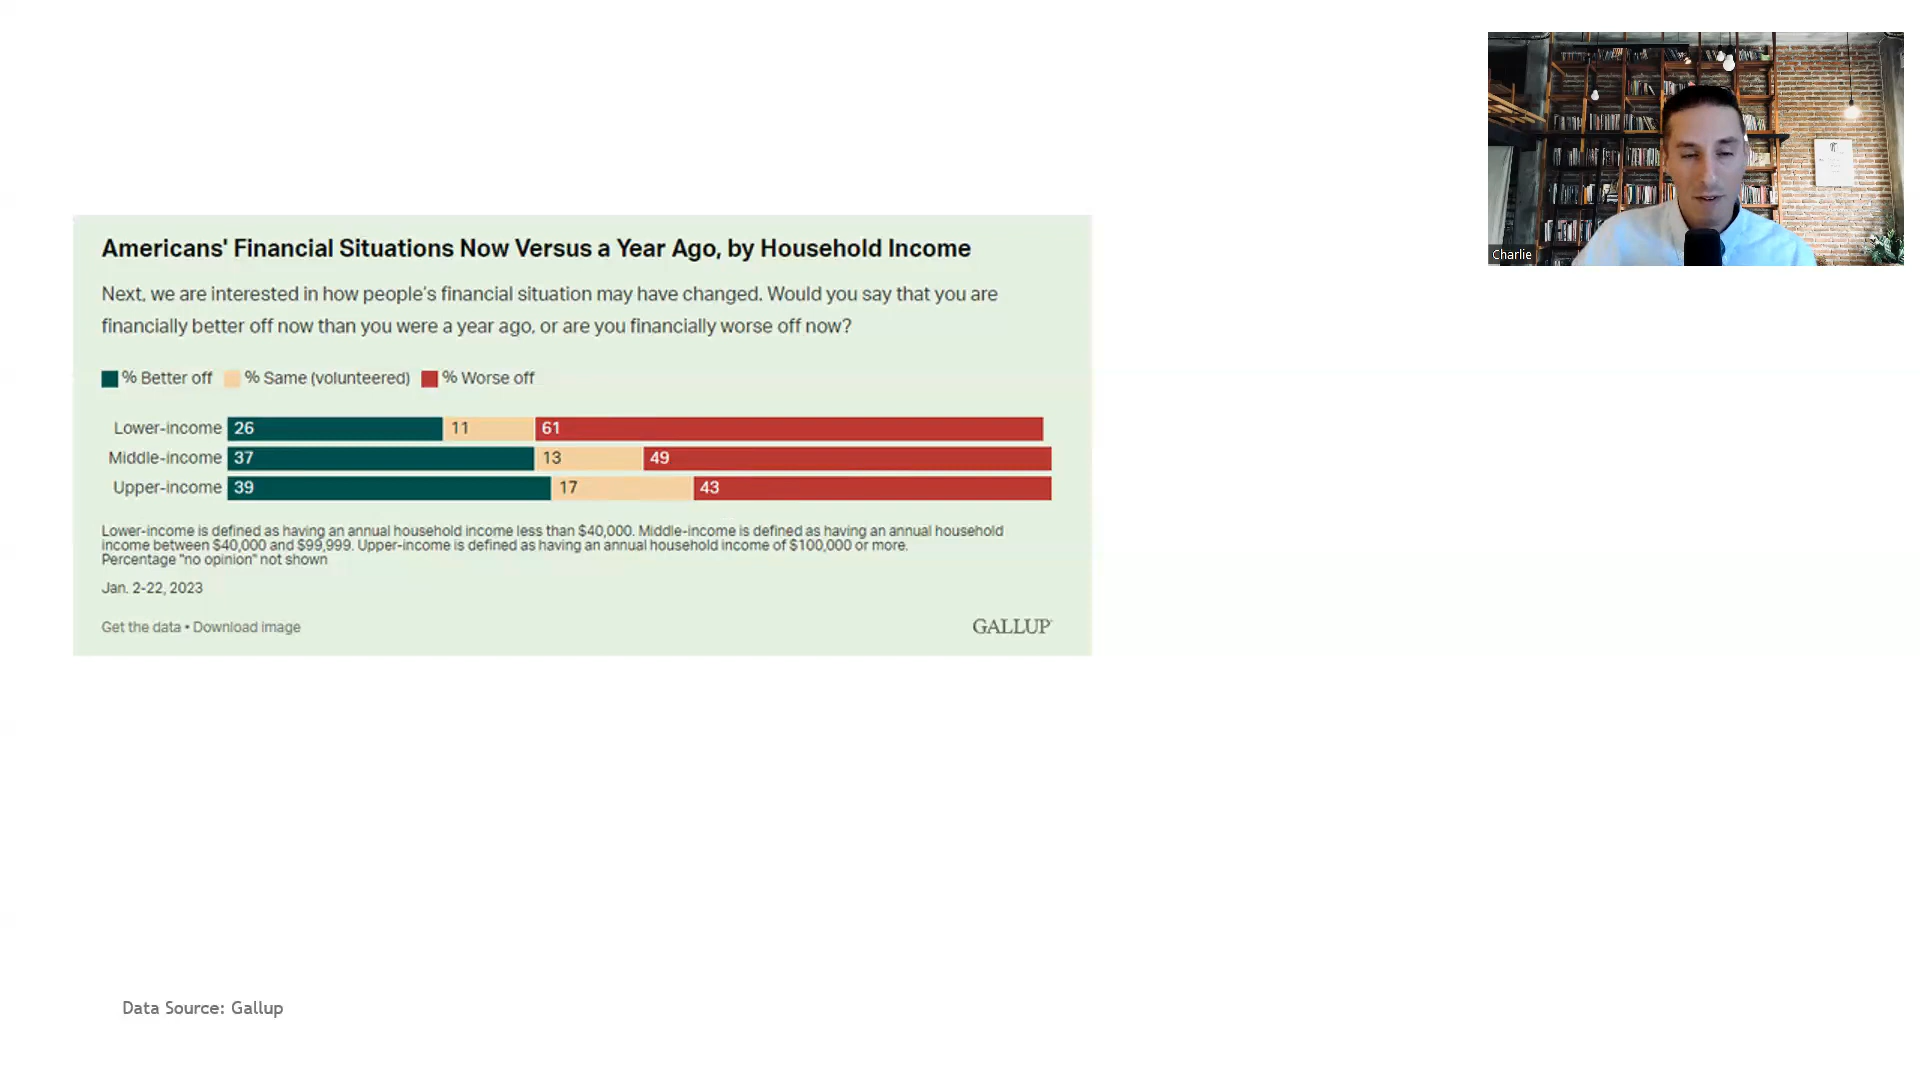 Charlie
Americans' Financial Situations Now Versus a Year Ago, by Household Income
Next, we are interested in how people's financial situation may have changed. Would you say that you are
financially better off now than you were a year ago, or are you financially worse off now?
% Better off % Same (volunteered) % Worse off
Lower-income 26 11 61
Middle-income 37 13 49
Upper-income 39 17 43
Lower-income is defined as having an annual household income less than $40,000. Middle-income is defined as having an annual household
income between $40,000 and $99,999. Upper-income is defined as having an annual household income of $100,000 or more.
Percentage "no opinion" not shown
Jan. 2-22, 2023
Get the data • Download image
GALLUP
Data Source: Gallup